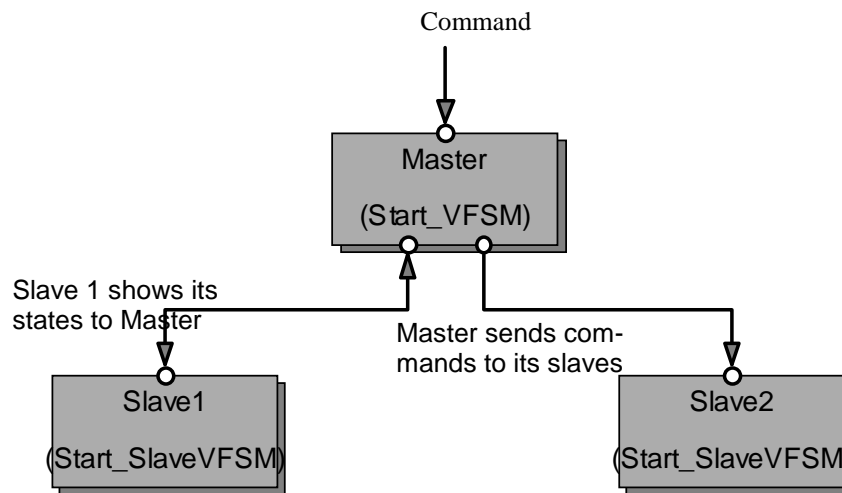 Command
Master
(Start_VFSM)
Slave 1 shows its
states to Master
Master sends com-
mands to its slaves
Slave1
(Start_SlaveVFSM)
Slave2
(Start_SlaveVFSM